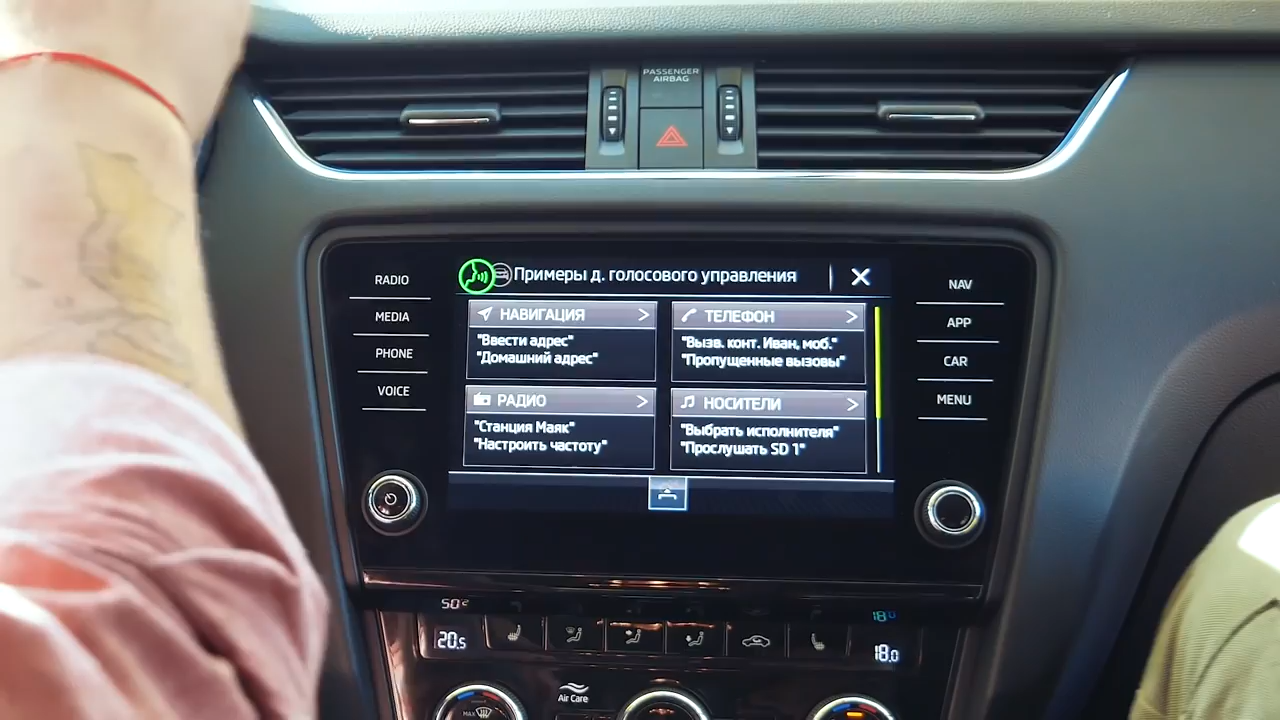 PASSENGER
AIRBAG
RADIO
MEDIA
PHONE
VOICE
Примеры д. голосового управления
НАВИГАЦИЯ
"Ввести адрес"
"Домашний адрес"
ТЕЛЕФОН
"Вызв. конт. Иван, моб."
"Пропущенные вызовы"
РАДИО
"Станция Маяк"
"Настроить частоту"
НОСИТЕЛИ
"Выбрать исполнителя"
"Прослушать SD 1"
NAV
APP
CAR
MENU
20.5
18.0
Air Care
MAX